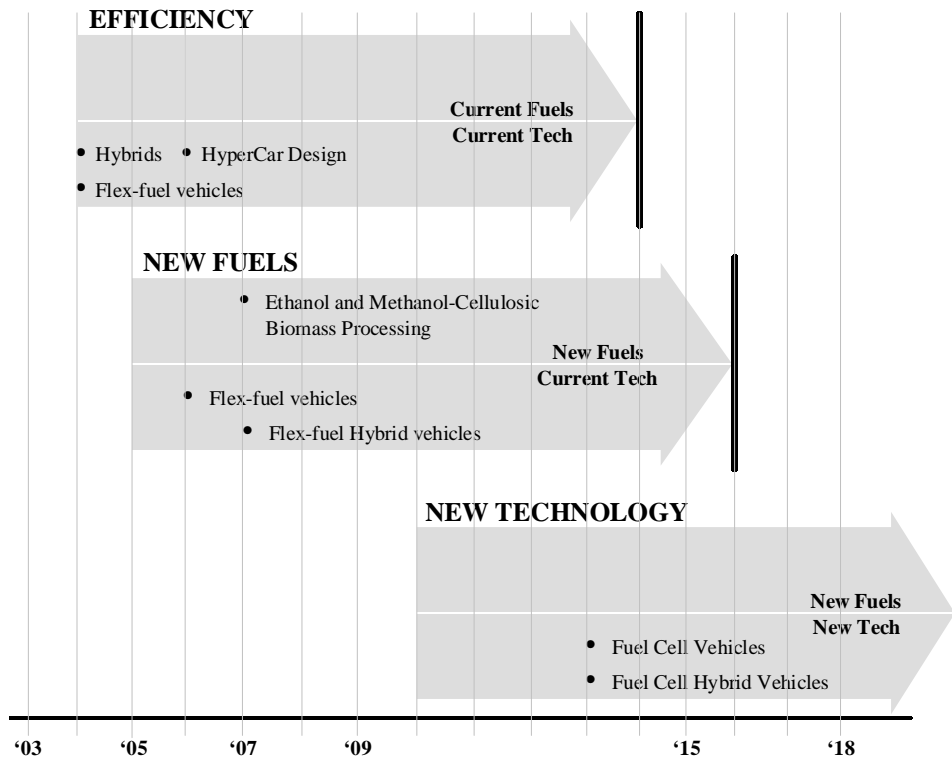 EFFICIENCY
Current Fuels
Current Tech
• Hybrids • HyperCar Design
• Flex-fuel vehicles
NEW FUELS
• Ethanol and Methanol-Cellulosic
Biomass Processing
New Fuels
Current Tech
• Flex-fuel vehicles
• Flex-fuel Hybrid vehicles
NEW TECHNOLOGY
New Fuels
New Tech
• Fuel Cell Vehicles
• Fuel Cell Hybrid Vehicles
‘03 ‘05 ‘07 ‘09 ‘15 ‘18